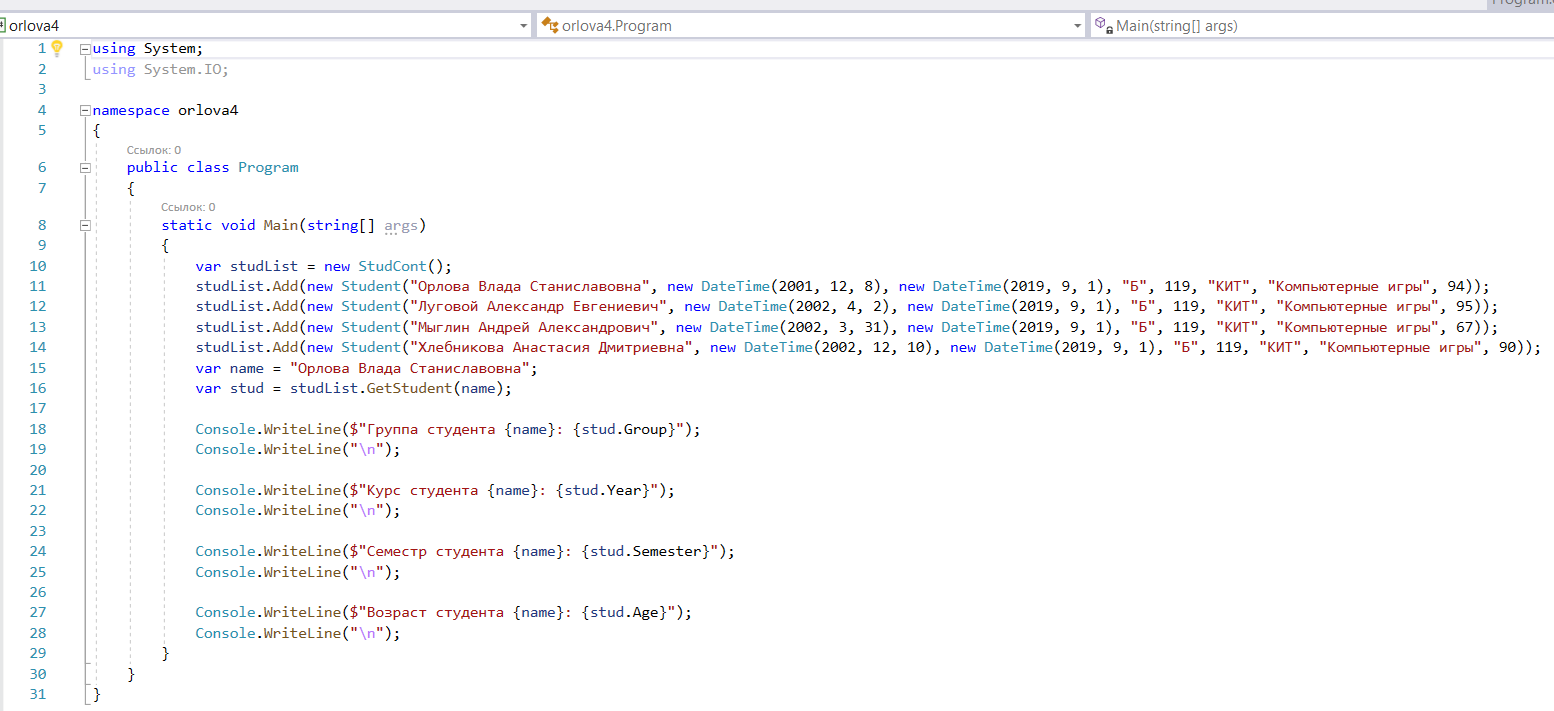 Program.
orlova4 orlova4.Program Main(string[] args)
1 using System;
2 using System.IO;
3
4 namespace orlova4
5 {
Ссылок: 0
6 public class Program
7 {
Ссылок: 0
8 static void Main(string[] args)
9 {
10 var studList = new StudCont();
11 studList.Add(new Student("Орлова Влада Станиславовна", new DateTime(2001, 12, 8), new DateTime(2019, 9, 1), "Б", 119, "КИТ", "Компьютерные игры", 94));
12 studList.Add(new Student("Луговой Александр Евгениевич", new DateTime(2002, 4, 2), new DateTime(2019, 9, 1), "Б", 119, "КИТ", "Компьютерные игры", 95));
13 studList.Add(new Student("Мыглин Андрей Александрович", new DateTime(2002, 3, 31), new DateTime(2019, 9, 1), "Б", 119, "КИТ", "Компьютерные игры", 67));
14 studList.Add(new Student("Хлебникова Анастасия Дмитриевна", new DateTime(2002, 12, 10), new DateTime(2019, 9, 1), "Б", 119, "КИТ", "Компьютерные игры", 90));
15 var name = "Орлова Влада Станиславовна";
16 var stud = studList.GetStudent(name);
17
18 Console.WriteLine($"Группа студента {name}: {stud.Group}");
19 Console.WriteLine("\n");
20
21 Console.WriteLine($"Курс студента {name}: {stud.Year}");
22 Console.WriteLine("\n");
23
24 Console.WriteLine($"Семестр студента {name}: {stud.Semester}");
25 Console.WriteLine("\n");
26
27 Console.WriteLine($"Возраст студента {name}: {stud.Age}");
28 Console.WriteLine("\n");
29 }
30 }
31 }